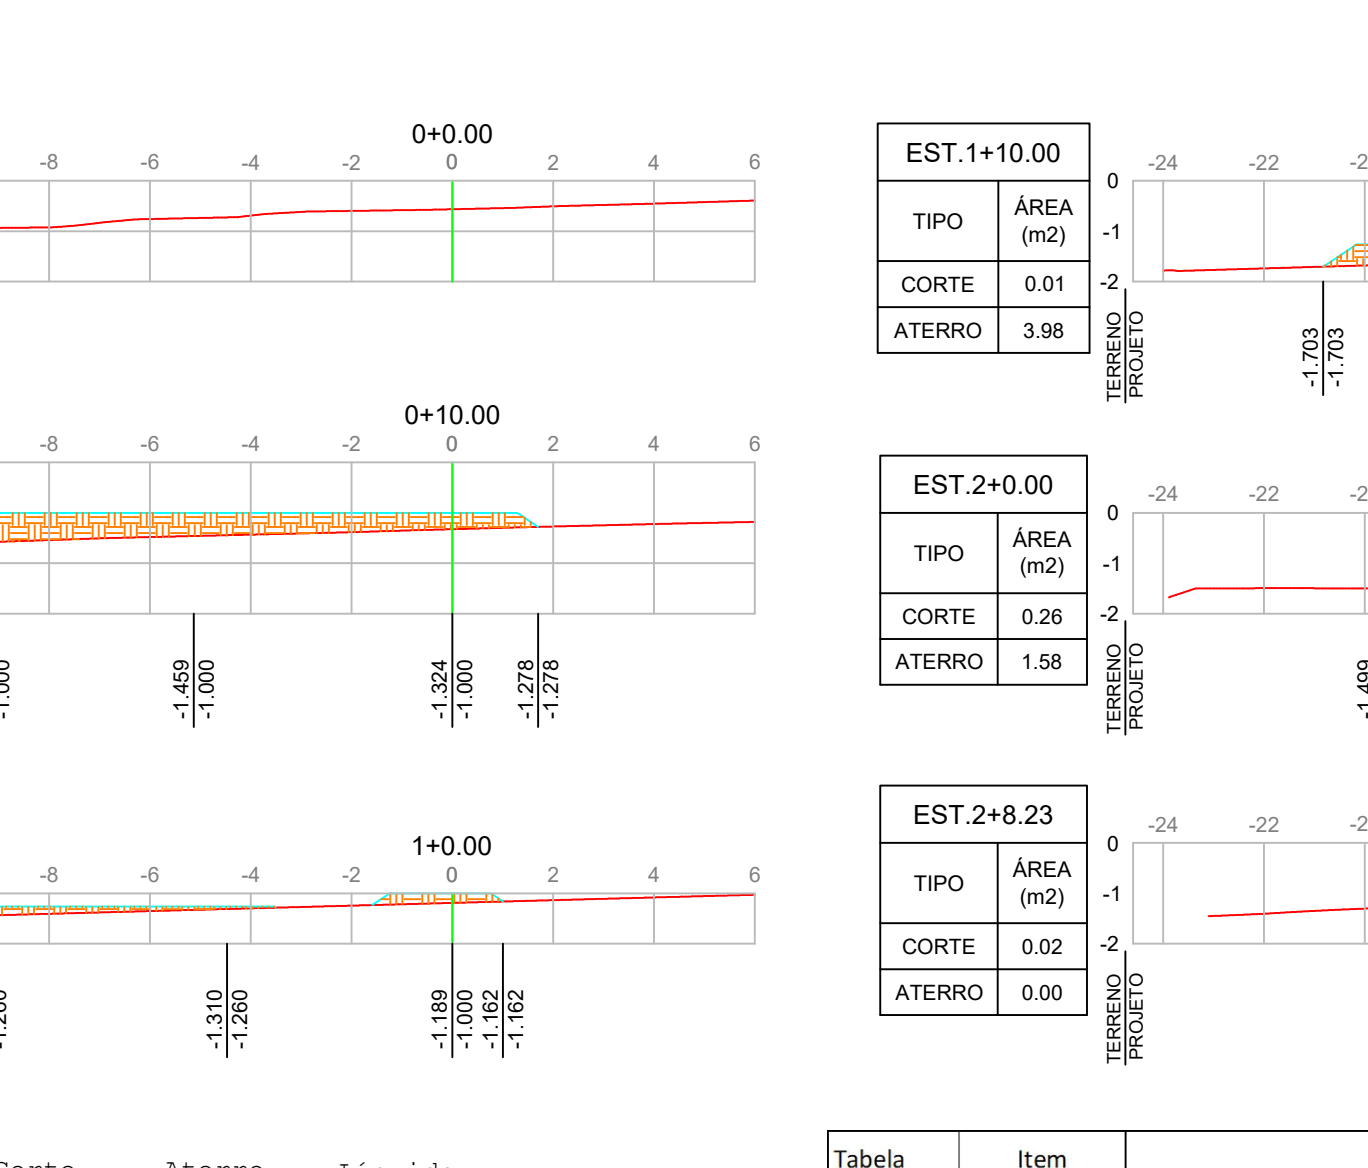 0+0.00
-8 -6 -4 -2 0 2 4 6
0+10.00
-8 -6 -4 -2 0 2 4 6
-1.459
-1.000
-1.324
-1.000
-1.278
-1.278
1+0.00
-8 -6 -4 -2 0 2 4 6
-1.310
-1.260
-1.189
-1.000
-1.162
-1.162
EST.1+10.00
TIPO ÁREA
(m2)
CORTE 0.01
ATERRO 3.98
-24 -22
0
-1
-2
TERRENO
PROJETO
-1.703
-1.703
EST.2+0.00
TIPO ÁREA
(m2)
CORTE 0.26
ATERRO 1.58
-24 -22
0
-1
-2
TERRENO
PROJETO
EST.2+8.23
TIPO ÁREA
(m2)
CORTE 0.02
ATERRO 0.00
-24 -22
0
-1
-2
TERRENO
PROJETO
Tabela Item